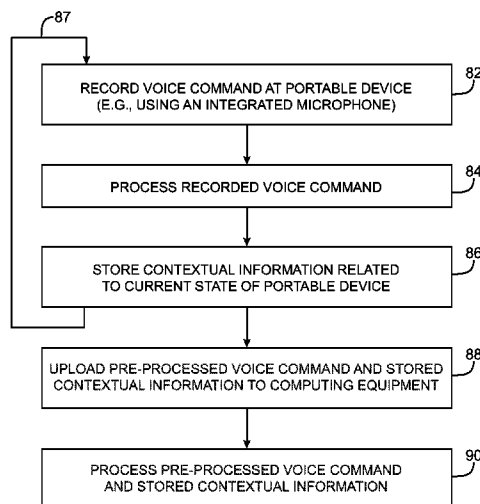 87
RECORD VOICE COMMAND AT PORTABLE DEVICE
(E.G., USING AN INTEGRATED MICROPHONE)
82
PROCESS RECORDED VOICE COMMAND
84
STORE CONTEXTUAL INFORMATION RELATED
TO CURRENT STATE OF PORTABLE DEVICE
86
UPLOAD PRE-PROCESSED VOICE COMMAND AND STORED
CONTEXTUAL INFORMATION TO COMPUTING EQUIPMENT
88
PROCESS PRE-PROCESSED VOICE COMMAND
AND STORED CONTEXTUAL INFORMATION
90